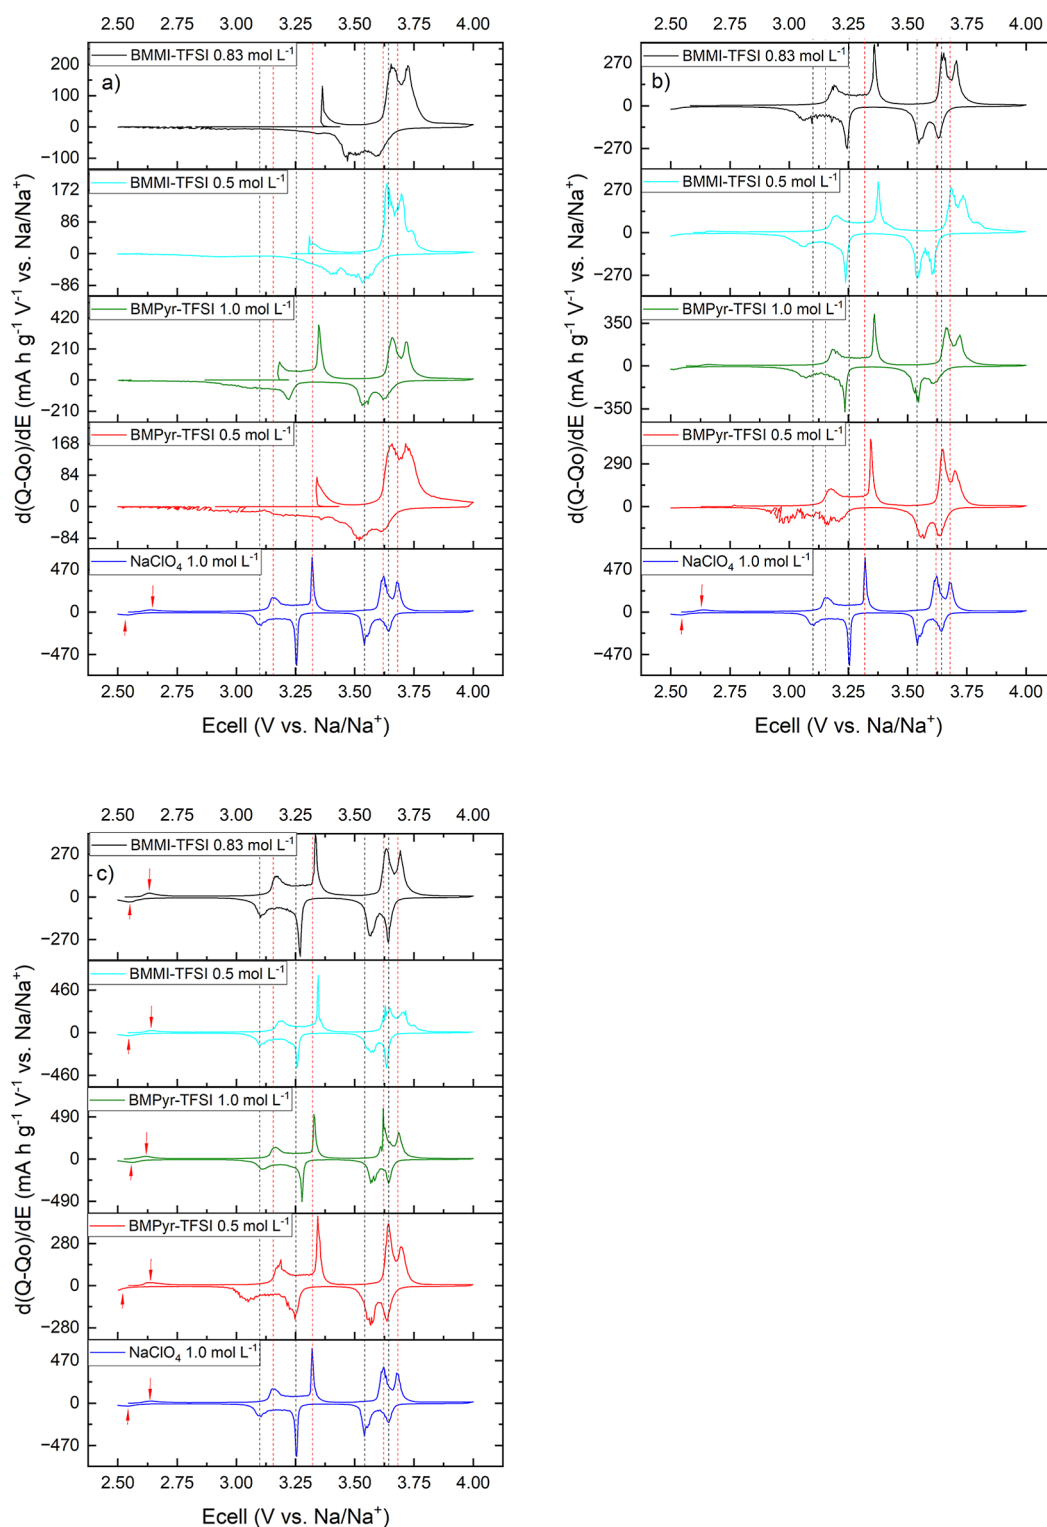 2.50 2.75 3.00 3.25 3.50 3.75 4.00
a)
BMMI-TFSI 0.83 mol L⁻¹
200
100
0
−100
BMMI-TFSI 0.5 mol L⁻¹
172
86
0
−86
BMPyr-TFSI 1.0 mol L⁻¹
420
210
0
−210
BMPyr-TFSI 0.5 mol L⁻¹
168
84
0
−84
NaClO₄ 1.0 mol L⁻¹
470
0
−470
d(Q-Qo)/dE (mA h g⁻¹ V⁻¹ vs. Na/Na⁺)
2.50 2.75 3.00 3.25 3.50 3.75 4.00
Ecell (V vs. Na/Na⁺)
2.50 2.75 3.00 3.25 3.50 3.75 4.00
b)
BMMI-TFSI 0.83 mol L⁻¹
270
0
−270
BMMI-TFSI 0.5 mol L⁻¹
270
0
−270
BMPyr-TFSI 1.0 mol L⁻¹
350
0
−350
BMPyr-TFSI 0.5 mol L⁻¹
290
0
NaClO₄ 1.0 mol L⁻¹
470
0
−470
d(Q-Qo)/dE (mA h g⁻¹ V⁻¹ vs. Na/Na⁺)
2.50 2.75 3.00 3.25 3.50 3.75 4.00
Ecell (V vs. Na/Na⁺)
2.50 2.75 3.00 3.25 3.50 3.75 4.00
c)
BMMI-TFSI 0.83 mol L⁻¹
270
0
−270
BMMI-TFSI 0.5 mol L⁻¹
460
0
−460
BMPyr-TFSI 1.0 mol L⁻¹
490
0
−490
BMPyr-TFSI 0.5 mol L⁻¹
280
0
−280
NaClO₄ 1.0 mol L⁻¹
470
0
−470
d(Q-Qo)/dE (mA h g⁻¹ V⁻¹ vs. Na/Na⁺)
2.50 2.75 3.00 3.25 3.50 3.75 4.00
Ecell (V vs. Na/Na⁺)